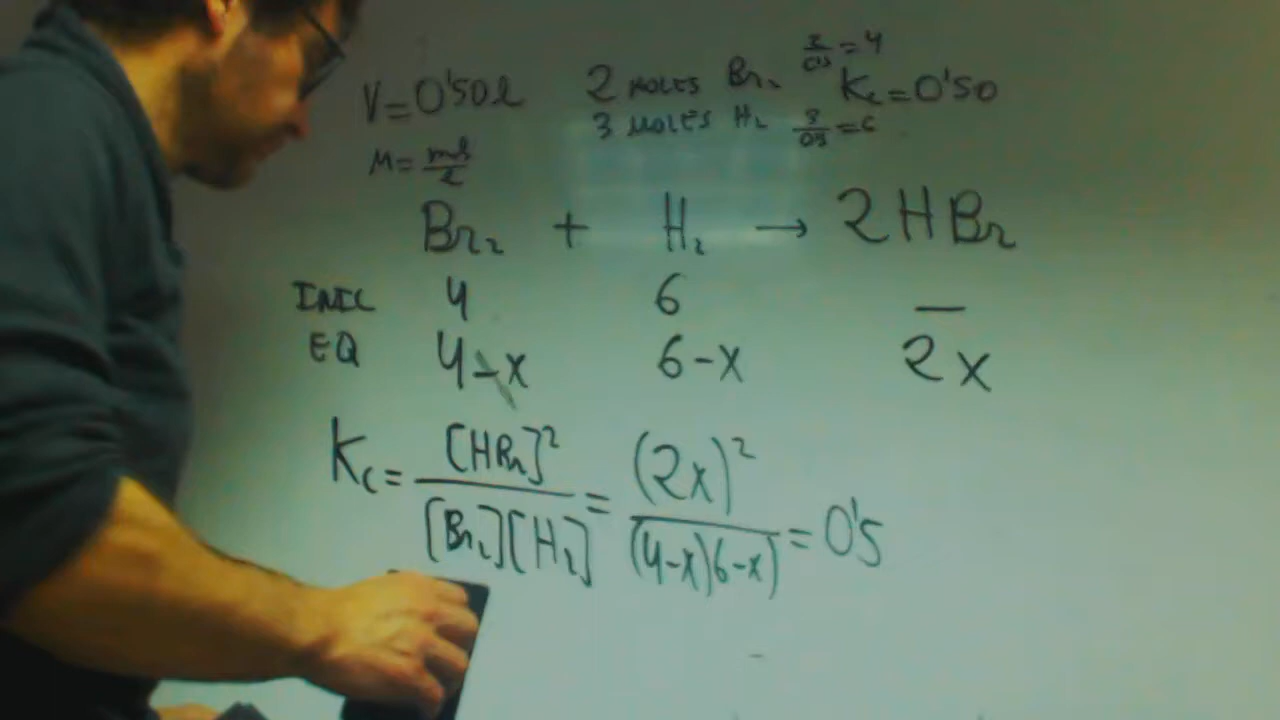 V=0'50l 2 MOLES Br₂ 2/0'5=4 Kc=0'50
3 MOLES H₂ 3/0'5=6
M=mol/l
Br₂ + H₂ → 2HBr
INIC 4 6 —
EQ 4-x 6-x 2x
Kc= [HBr]²/[Br₂][H₂] = (2x)²/(4-x)(6-x) = 0'5